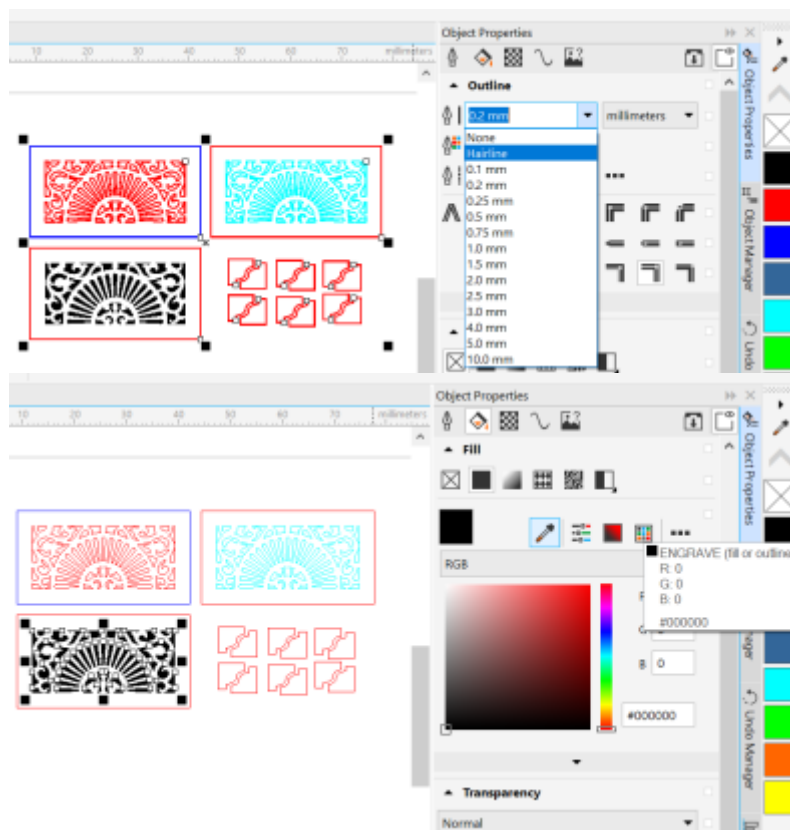 Object Properties
10 20 30 40 50 60 70 millimeters
Outline
0.2 mm
millimeters
None
Hairline
0.1 mm
0.2 mm
0.25 mm
0.5 mm
0.75 mm
1.0 mm
1.5 mm
2.0 mm
2.5 mm
3.0 mm
4.0 mm
5.0 mm
10.0 mm
Object Properties
Object Manager
Undo
Object Properties
10 20 30 40 50 60 70 millimeters
Fill
RGB
ENGRAVE (fill or outline
R: 0
G: 0
B: 0
#000000
B 0
#000000
Transparency
Normal
Object Properties
Undo Manager